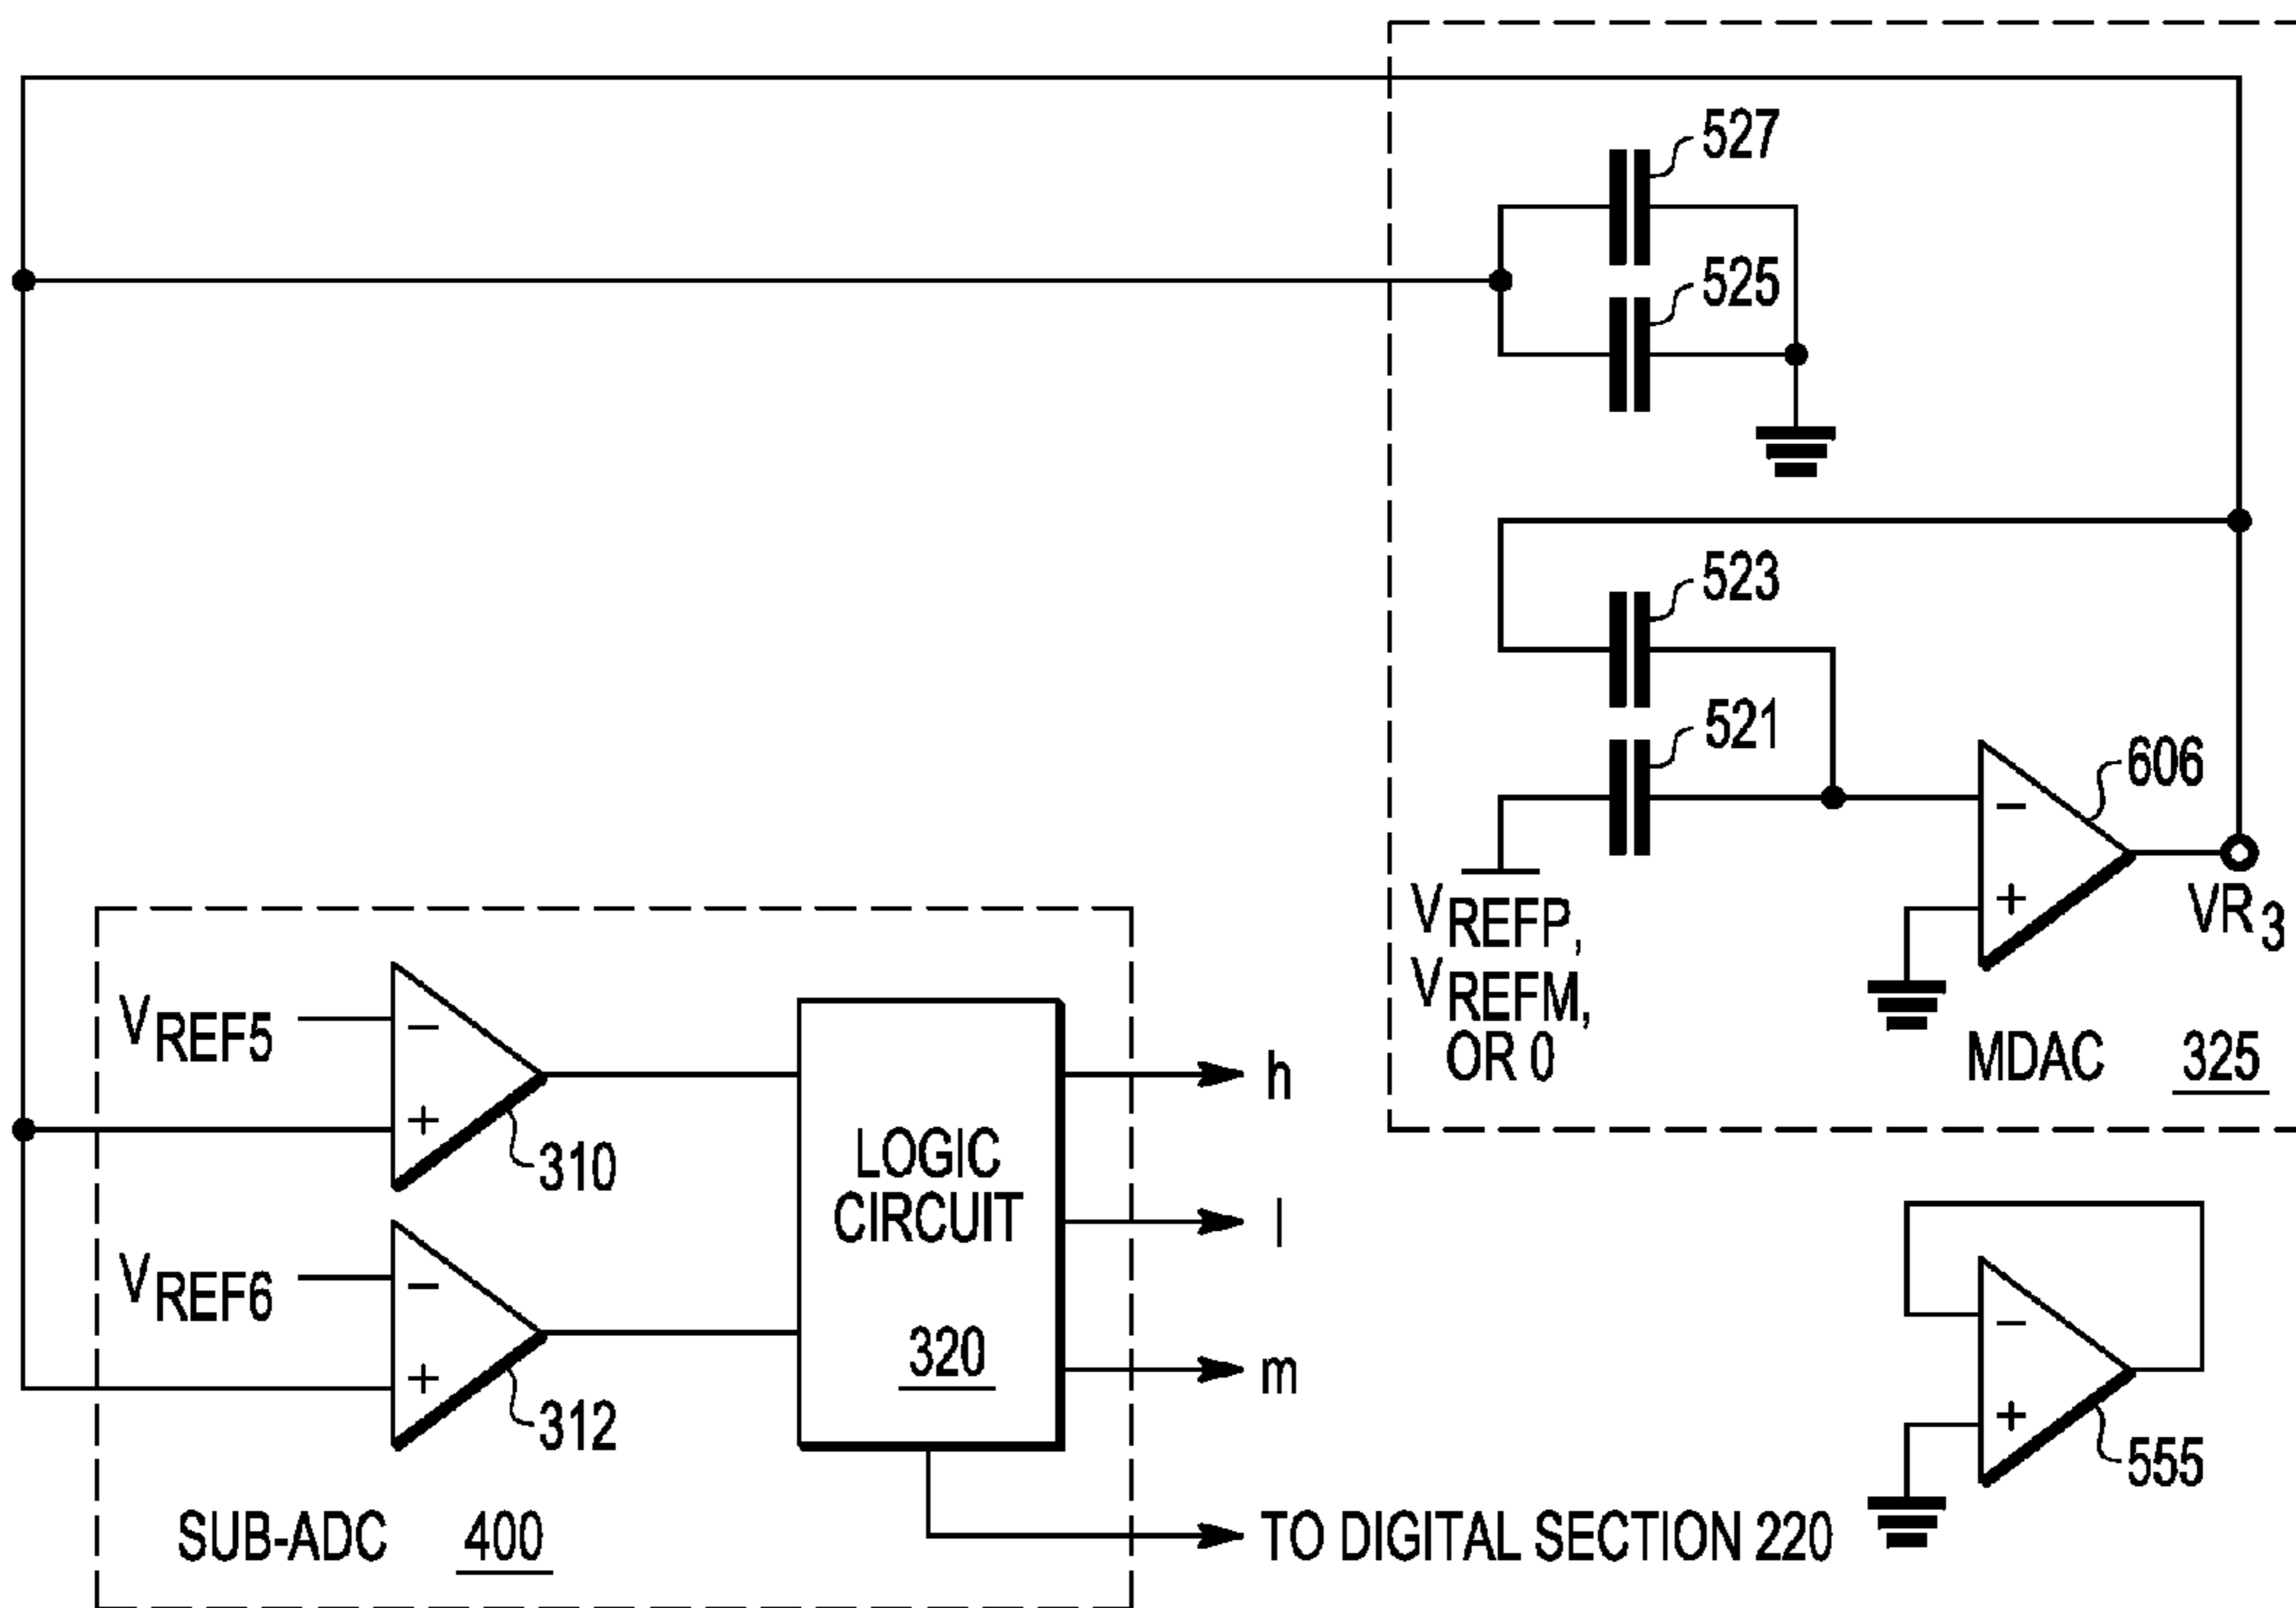 527
525
523
521
606
−
+
VR3
VREFP,
VREFM,
OR 0
MDAC 325
VREF5
−
+
310
VREF6
−
+
312
LOGIC
CIRCUIT
320
h
l
m
−
+
555
SUB-ADC 400
TO DIGITAL SECTION 220